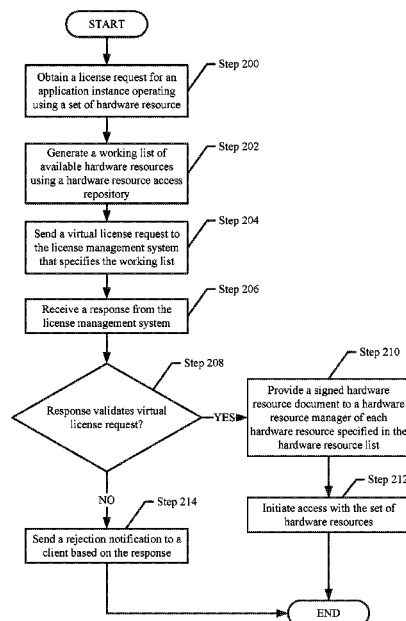 START
Step 200
Obtain a license request for an
application instance operating
using a set of hardware resource
Step 202
Generate a working list of
available hardware resources
using a hardware resource access
repository
Step 204
Send a virtual license request to
the license management system
that specifies the working list
Step 206
Receive a response from the
license management system
Step 208
Response validates virtual
license request?
YES
Step 210
Provide a signed hardware
resource document to a hardware
resource manager of each
hardware resource specified in the
hardware resource list
Step 212
Initiate access with the set of
hardware resources
NO
Step 214
Send a rejection notification to a
client based on the response
END